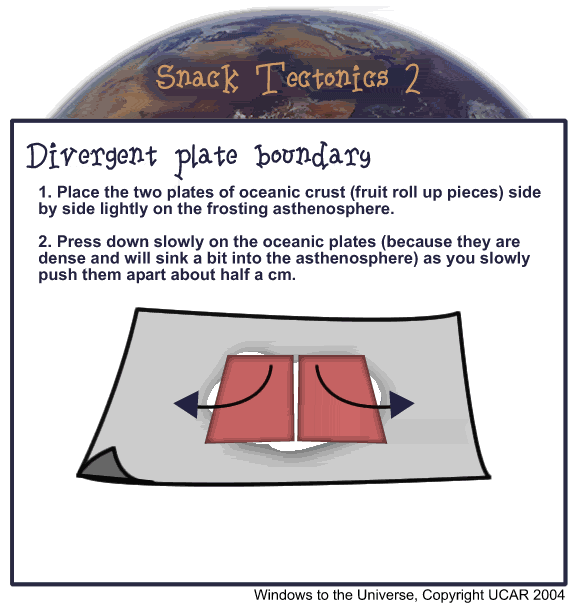 Snack Tectonics 2
Divergent plate boundary
1. Place the two plates of oceanic crust (fruit roll up pieces) side
by side lightly on the frosting asthenosphere.
2. Press down slowly on the oceanic plates (because they are
dense and will sink a bit into the asthenosphere) as you slowly
push them apart about half a cm.
Windows to the Universe, Copyright UCAR 2004